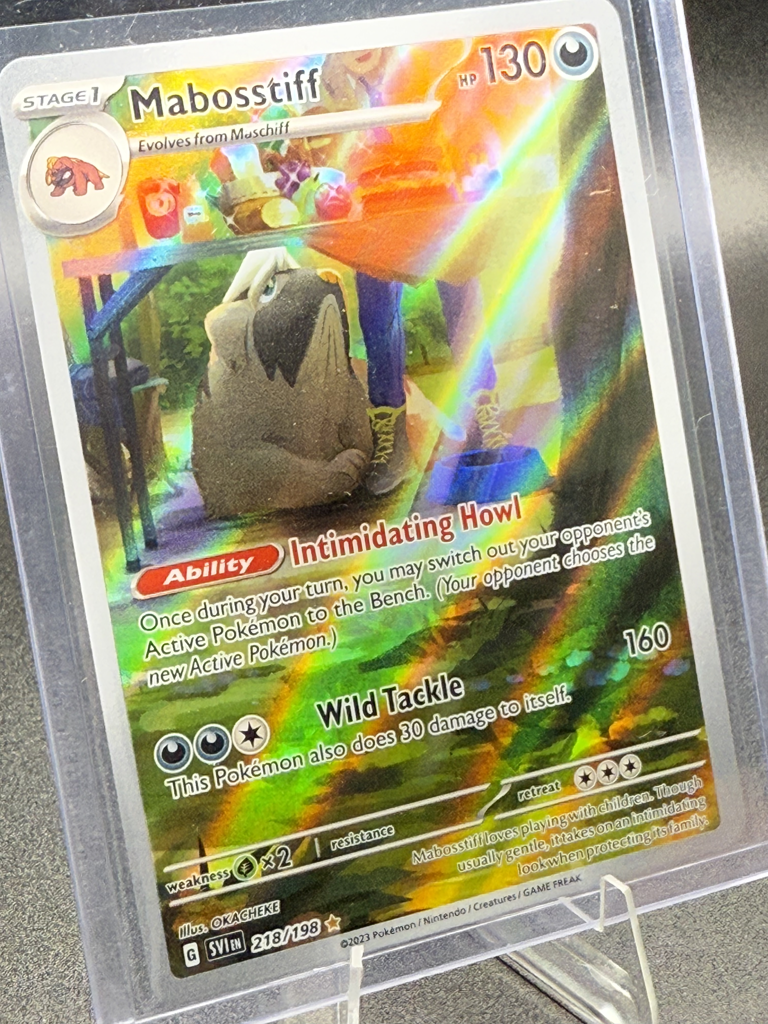 STAGE 1
Mabosstiff
HP 130
Evolves from Maschiff
Ability Intimidating Howl
Once during your turn, you may switch out your opponent's
Active Pokémon to the Bench. (Your opponent chooses the
new Active Pokémon.)
Wild Tackle 160
This Pokémon also does 30 damage to itself.
weakness ×2
resistance
retreat
Mabosstiff loves playing with children. Though
usually gentle, it takes on an intimidating
look when protecting its family.
Illus. OKACHEKE
G SVI EN 218/198
©2023 Pokémon / Nintendo / Creatures / GAME FREAK